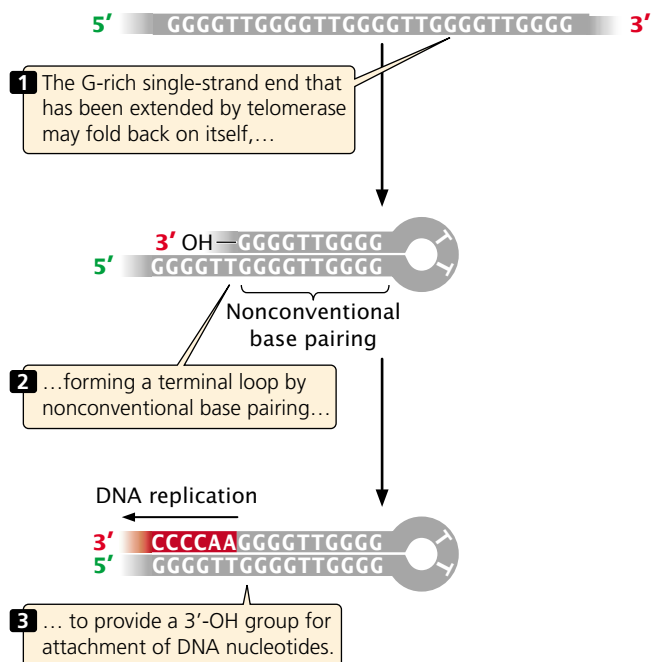 5′ GGGGTTGGGGTTGGGGTTGGGGTTGGGG 3′
1 The G-rich single-strand end that
has been extended by telomerase
may fold back on itself,…
3′ OH—GGGGTTGGGG
T
T
5′ GGGGTTGGGGTTGGGG
Nonconventional
base pairing
2 …forming a terminal loop by
nonconventional base pairing…
DNA replication
3′ CCCCAAGGGGTTGGGG
5′ GGGGTTGGGGTTGGGG
T
T
3 … to provide a 3′-OH group for
attachment of DNA nucleotides.